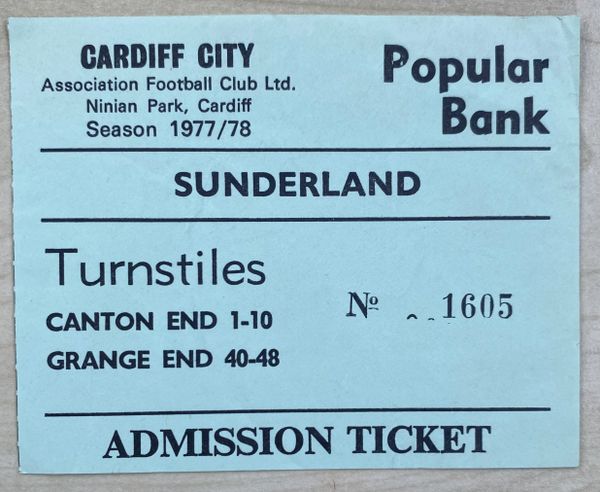 CARDIFF CITY
Association Football Club Ltd.
Ninian Park, Cardiff
Season 1977/78
Popular
Bank
SUNDERLAND
Turnstiles
CANTON END 1-10
GRANGE END 40-48
Nº 1605
ADMISSION TICKET